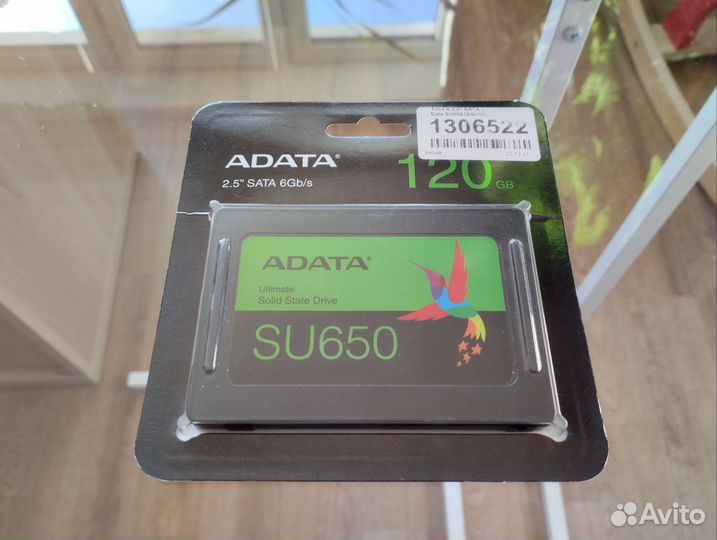 1306522
ADATA
2.5” SATA 6Gb/s
120 GB
ADATA®
Ultimate
Solid State Drive
SU650
Avito